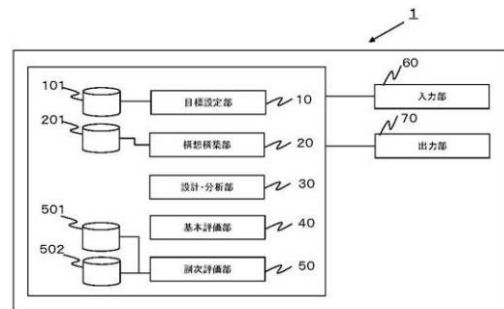 1
60
101
目標設定部
10
入力部
201
70
構想構築部
20
出力部
設計・分析部
30
501
基本評価部
40
502
副次評価部
50